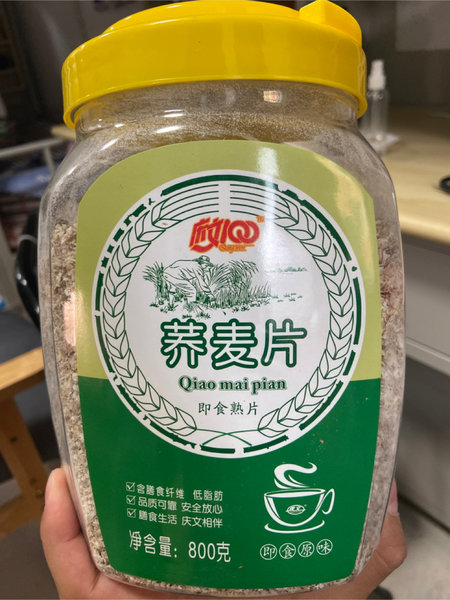 荞麦片
Qiao mai pian
即食熟片
☑含膳食纤维 低脂肪
☑品质可靠 安全放心
☑膳食生活 庆文相伴
净含量: 800克
即食原味